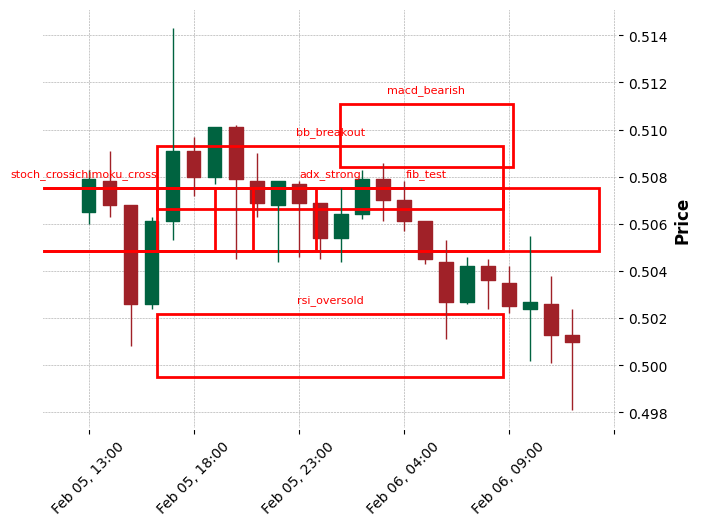 macd_bearish
bb_breakout
stoch_cross
ichimoku_cross
adx_strong
fib_test
rsi_oversold
0.514
0.512
0.510
0.508
0.506
0.504
0.502
0.500
0.498
Price
Feb 05, 13:00
Feb 05, 18:00
Feb 05, 23:00
Feb 06, 04:00
Feb 06, 09:00